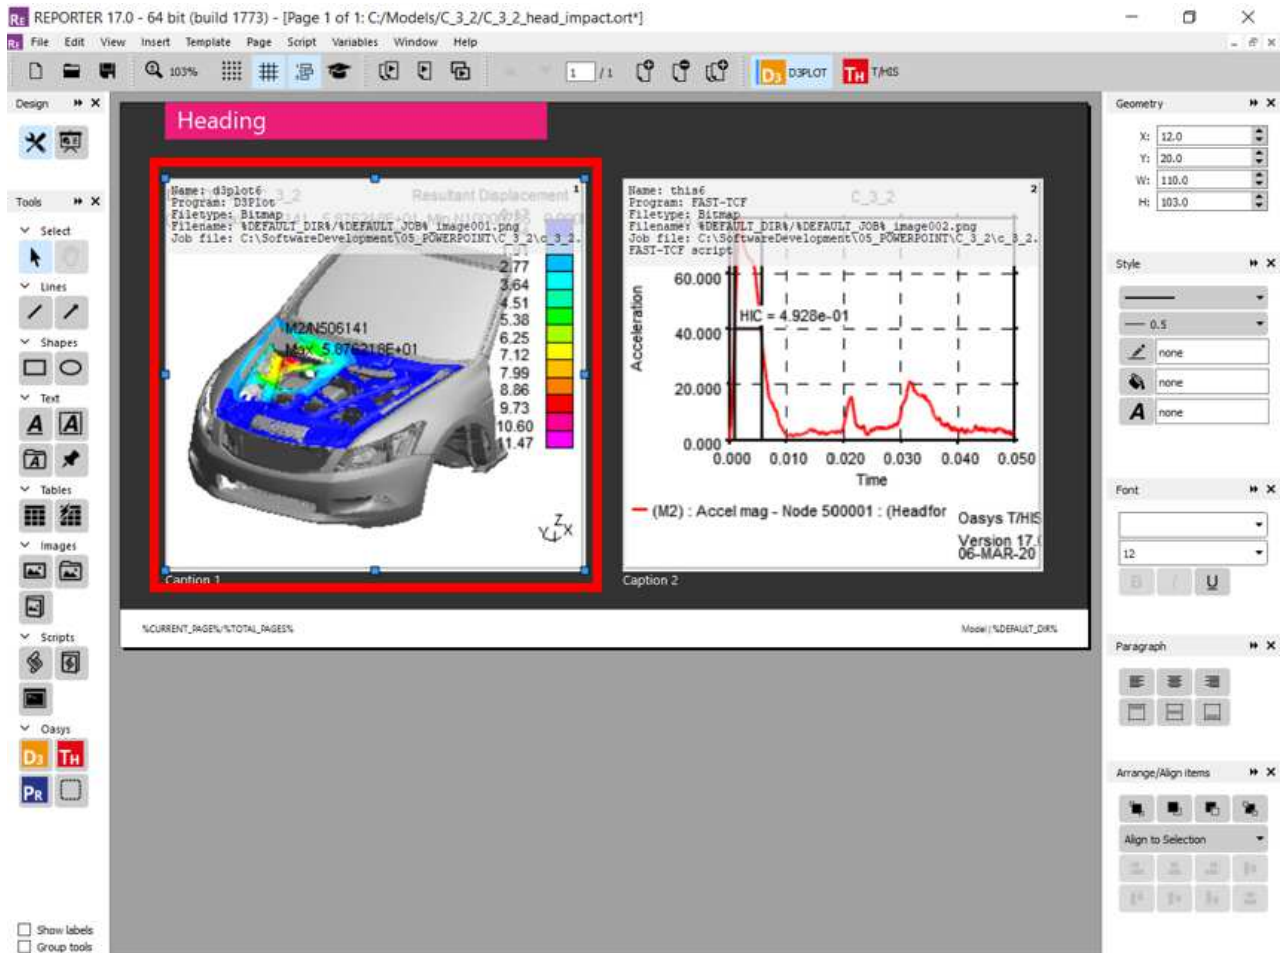 RE REPORTER 17.0 - 64 bit (build 1773) - [Page 1 of 1: C:/Models/C_3_2/C_3_2_head_impact.ort*]
File Edit View Insert Template Page Script Variables Window Help
103% 1 / 1 D3 D3PLOT TH T/HIS
Design
Tools
Select
Lines
Shapes
Text
Tables
Images
Scripts
Oasys
D3 TH
PR
Show labels
Group tools
Heading
Name: d3plot6 1
Program: D3Plot
Filetype: Bitmap
Filename: %DEFAULT_DIR%/%DEFAULT_JOB%_image001.png
Job file: C:\SoftwareDevelopment\05_POWERPOINT\C_3_2\c_3_2.
Resultant Displacement
2.77
3.64
4.51
5.38
6.25
7.12
7.99
8.86
9.73
10.60
11.47
M2/N506141
Max 5.876218E+01
Z
Y X
Caption 1
Name: this6 2
Program: FAST-TCF
Filetype: Bitmap
Filename: %DEFAULT_DIR%/%DEFAULT_JOB%_image002.png
Job file: C:\SoftwareDevelopment\05_POWERPOINT\C_3_2\c_3_2.
FAST-TCF script
C_3_2
60.000
40.000
20.000
0.000
Acceleration
HIC = 4.928e-01
0.000 0.010 0.020 0.030 0.040 0.050
Time
(M2) : Accel mag - Node 500001 : (Headfor
Oasys T/HIS
Version 17.
06-MAR-20
Caption 2
%CURRENT_PAGE%/%TOTAL_PAGES%
Model | %DEFAULT_DIR%
Geometry
X: 12.0
Y: 20.0
W: 110.0
H: 103.0
Style
0.5
none
none
A none
Font
12
B I U
Paragraph
Arrange/Align items
Align to Selection